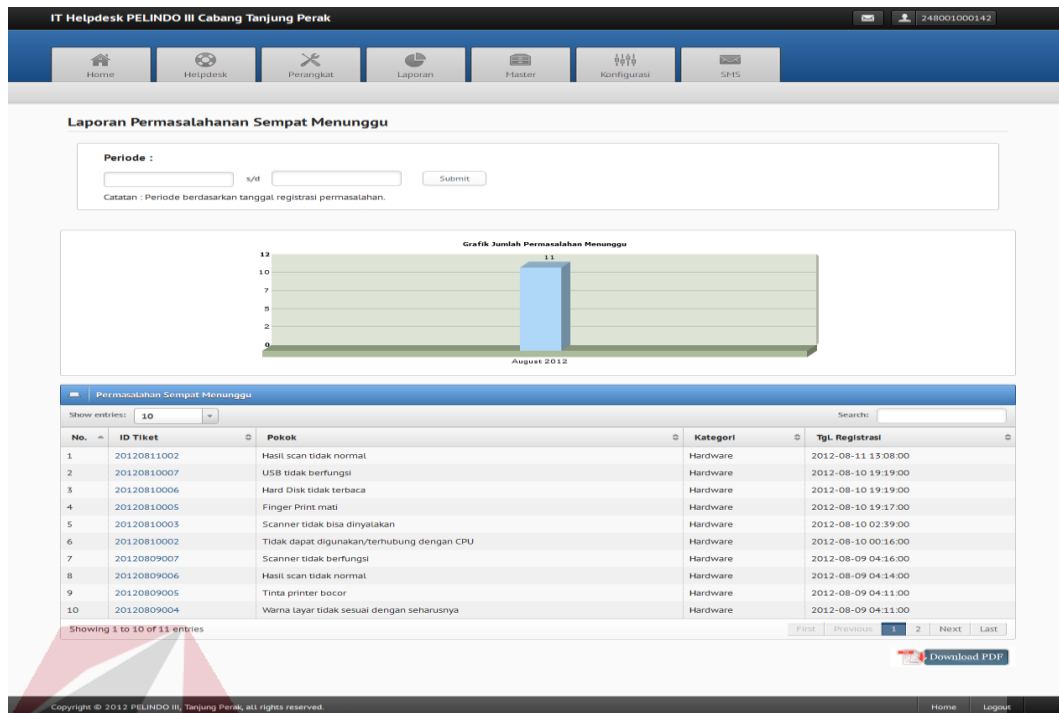 IT Helpdesk PELINDO III Cabang Tanjung Perak
248001000142
Home Helpdesk Perangkat Laporan Master Konfigurasi SMS
Laporan Permasalahanan Sempat Menunggu
Periode :
s/d Submit
Catatan : Periode berdasarkan tanggal registrasi permasalahan.
Grafik Jumlah Permasalahan Menunggu
12
11
10
7
5
2
0
August 2012
Permasalahan Sempat Menunggu
Show entries: 10 Search:
No. ID Tiket Pokok Kategori Tgl. Registrasi
1 20120811002 Hasil scan tidak normal Hardware 2012-08-11 13:08:00
2 20120810007 USB tidak berfungsi Hardware 2012-08-10 19:19:00
3 20120810006 Hard Disk tidak terbaca Hardware 2012-08-10 19:19:00
4 20120810005 Finger Print mati Hardware 2012-08-10 19:17:00
5 20120810003 Scanner tidak bisa dinyalakan Hardware 2012-08-10 02:39:00
6 20120810002 Tidak dapat digunakan/terhubung dengan CPU Hardware 2012-08-10 00:16:00
7 20120809007 Scanner tidak berfungsi Hardware 2012-08-09 04:16:00
8 20120809006 Hasil scan tidak normal Hardware 2012-08-09 04:14:00
9 20120809005 Tinta printer bocor Hardware 2012-08-09 04:11:00
10 20120809004 Warna layar tidak sesuai dengan seharusnya Hardware 2012-08-09 04:11:00
Showing 1 to 10 of 11 entries First Previous 1 2 Next Last
Download PDF
Copyright © 2012 PELINDO III, Tanjung Perak, all rights reserved. Home Logout